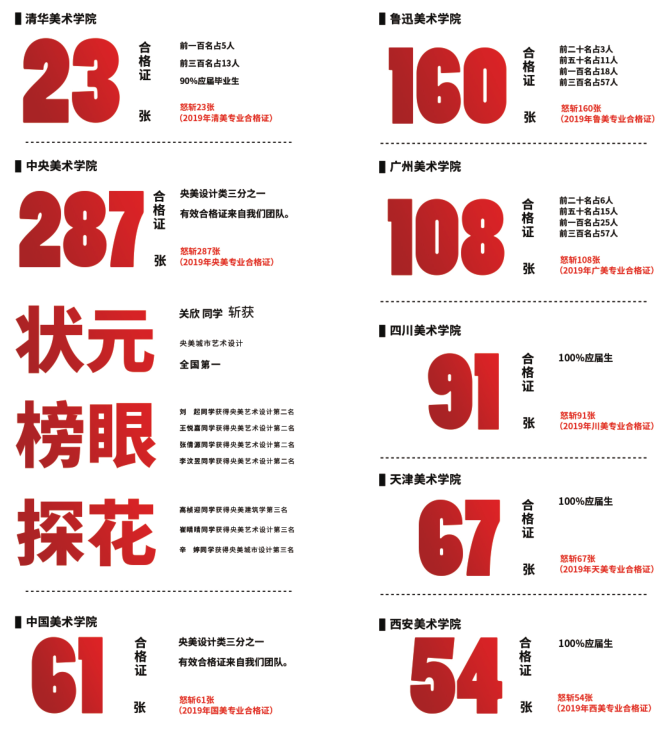 清华美术学院
23
合格证 张
前一百名占5人
前三百名占13人
90%应届毕业生
怒斩23张
(2019年清美专业合格证)
中央美术学院
287
合格证 张
央美设计类三分之一
有效合格证来自我们团队。
怒斩287张
(2019年央美专业合格证)
状元
关欣 同学 斩获
央美城市艺术设计
全国第一
榜眼
刘 起同学获得央美艺术设计第二名
王悦嘉同学获得央美艺术设计第二名
张倩源同学获得央美艺术设计第二名
李汶昱同学获得央美艺术设计第二名
探花
高桢迎同学获得央美建筑学第三名
崔晴晴同学获得央美艺术设计第三名
辛 婷同学获得央美城市设计第三名
中国美术学院
61
合格证 张
央美设计类三分之一
有效合格证来自我们团队。
怒斩61张
(2019年国美专业合格证)
鲁迅美术学院
160
合格证 张
前二十名占3人
前五十名占11人
前一百名占18人
前三百名占57人
怒斩160张
(2019年鲁美专业合格证)
广州美术学院
108
合格证 张
前二十名占6人
前五十名占15人
前一百名占25人
前三百名占57人
怒斩108张
(2019年广美专业合格证)
四川美术学院
91
合格证 张
100%应届生
怒斩91张
(2019年川美专业合格证)
天津美术学院
67
合格证 张
100%应届生
怒斩67张
(2019年天美专业合格证)
西安美术学院
54
合格证 张
100%应届生
怒斩54张
(2019年西美专业合格证)